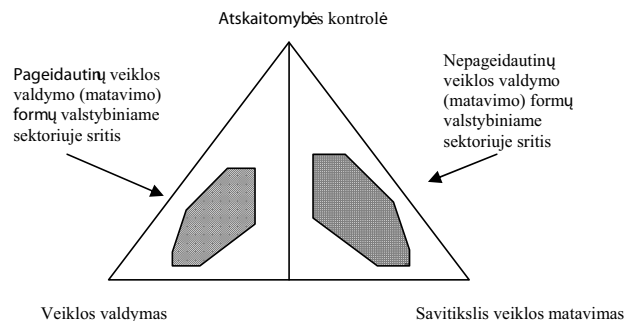 Atskaitomybės kontrolė
Pageidautinų veiklos
valdymo (matavimo)
formų valstybiniame
sektoriuje sritis
Nepageidautinų
veiklos valdymo
(matavimo) formų
valstybiniame
sektoriuje sritis
Veiklos valdymas
Savitikslis veiklos matavimas